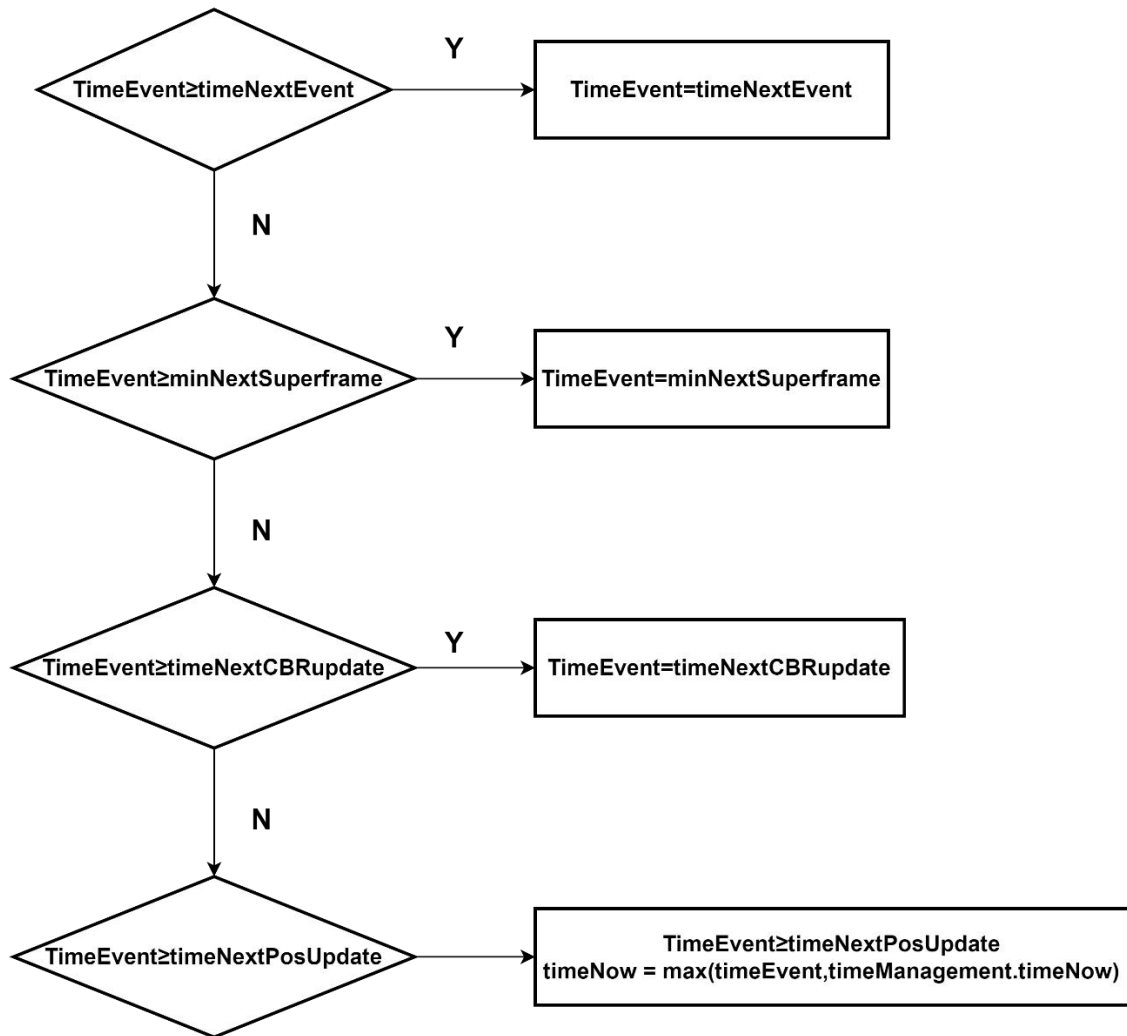 TimeEvent≥timeNextEvent
Y
TimeEvent=timeNextEvent
N
TimeEvent≥minNextSuperframe
Y
TimeEvent=minNextSuperframe
N
TimeEvent≥timeNextCBRupdate
Y
TimeEvent=timeNextCBRupdate
N
TimeEvent≥timeNextPosUpdate
TimeEvent≥timeNextPosUpdate
timeNow = max(timeEvent,timeManagement.timeNow)